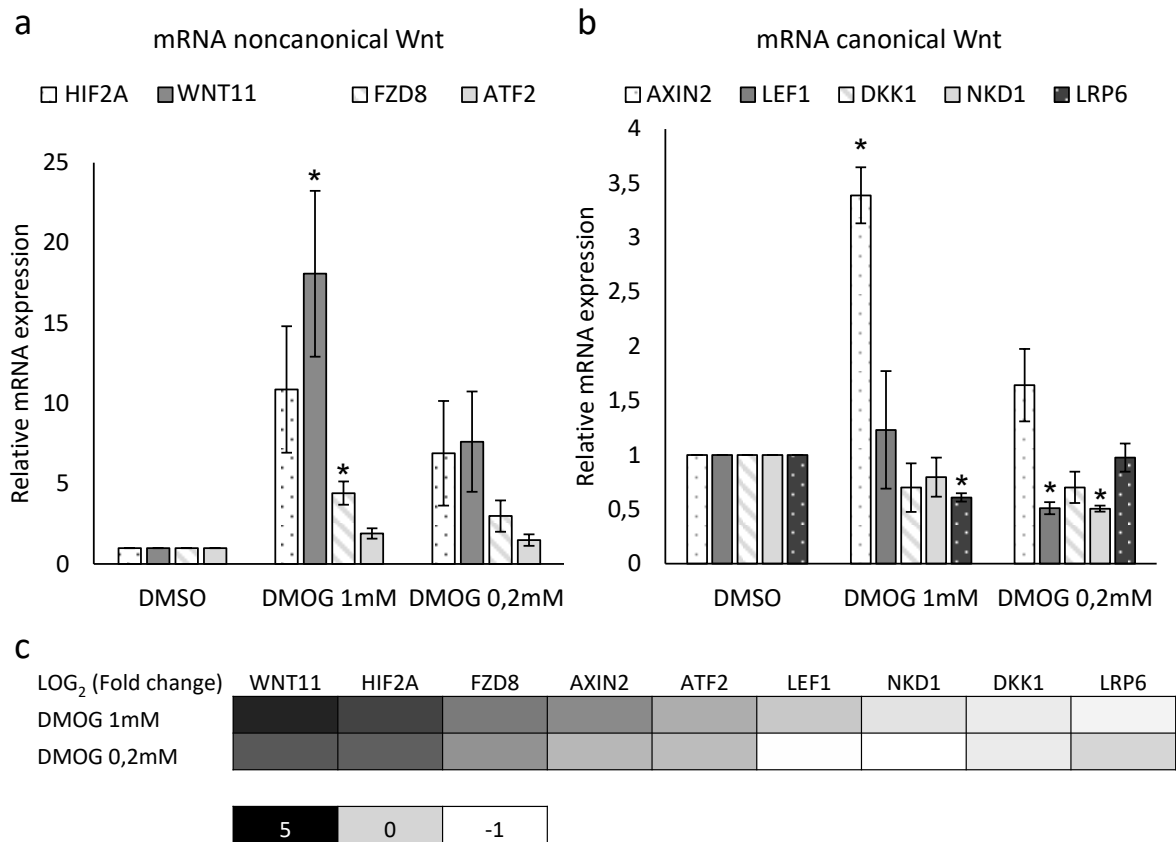 a
mRNA noncanonical Wnt
HIF2A WNT11 FZD8 ATF2
Relative mRNA expression
25
20
15
10
5
0
*
*
DMSO DMOG 1mM DMOG 0,2mM
b
mRNA canonical Wnt
AXIN2 LEF1 DKK1 NKD1 LRP6
Relative mRNA expression
4
3,5
3
2,5
2
1,5
1
0,5
0
*
*
*
*
DMSO DMOG 1mM DMOG 0,2mM
c
LOG2 (Fold change) WNT11 HIF2A FZD8 AXIN2 ATF2 LEF1 NKD1 DKK1 LRP6
DMOG 1mM
DMOG 0,2mM
5 0 -1